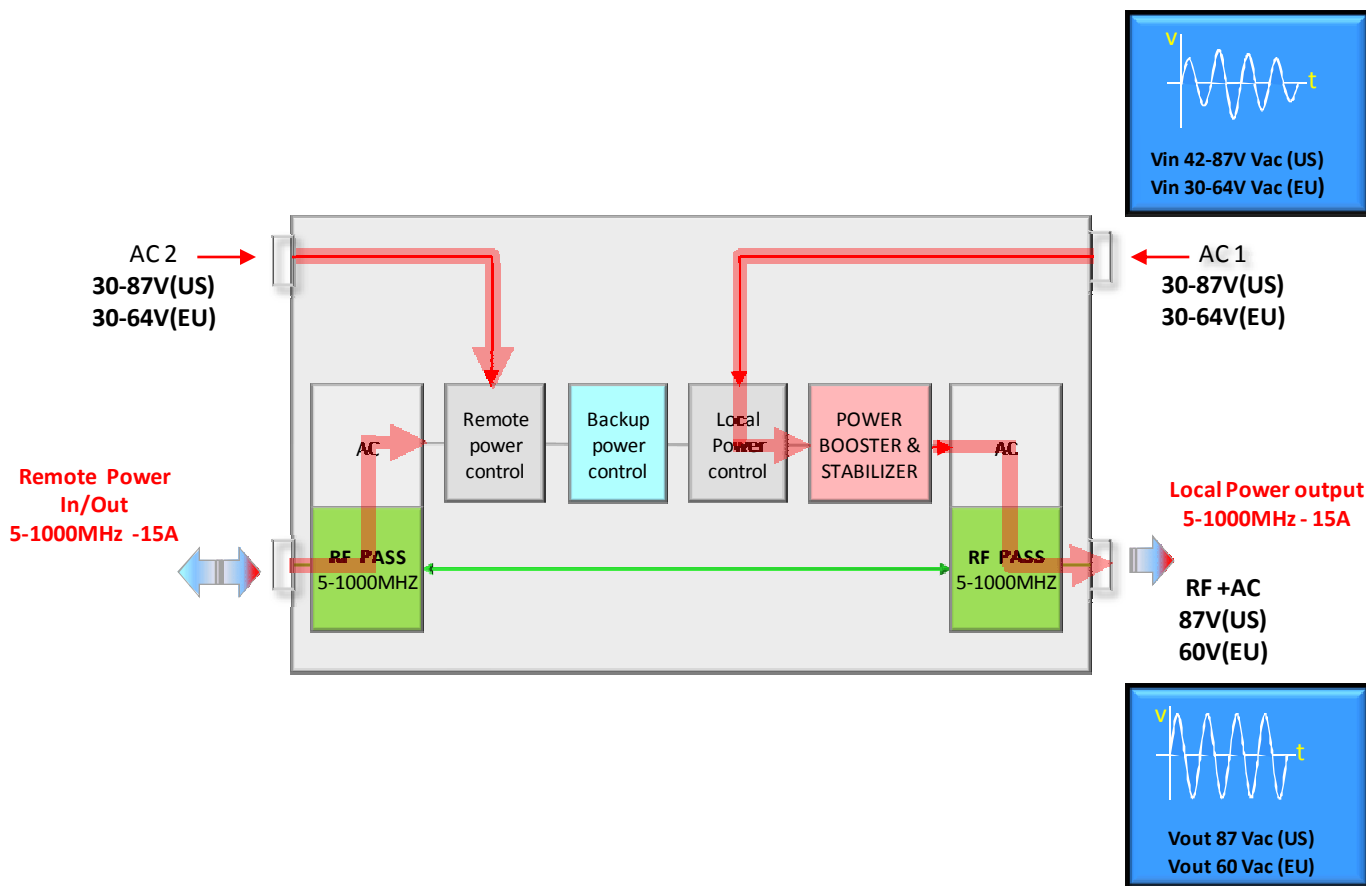 v
t
Vin 42-87V Vac (US)
Vin 30-64V Vac (EU)
AC 2
30-87V(US)
30-64V(EU)
AC 1
30-87V(US)
30-64V(EU)
AC
Remote
power
control
Backup
power
control
Local
Power
control
POWER
BOOSTER &
STABILIZER
AC
Remote Power
In/Out
5-1000MHz -15A
RF PASS
5-1000MHZ
RF PASS
5-1000MHZ
Local Power output
5-1000MHz - 15A
RF +AC
87V(US)
60V(EU)
v
t
Vout 87 Vac (US)
Vout 60 Vac (EU)